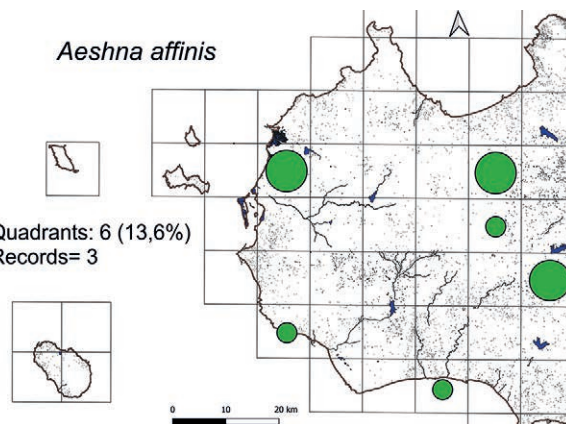 Aeshna affinis
Quadrants: 6 (13,6%)
Records= 3
0 10 20 km